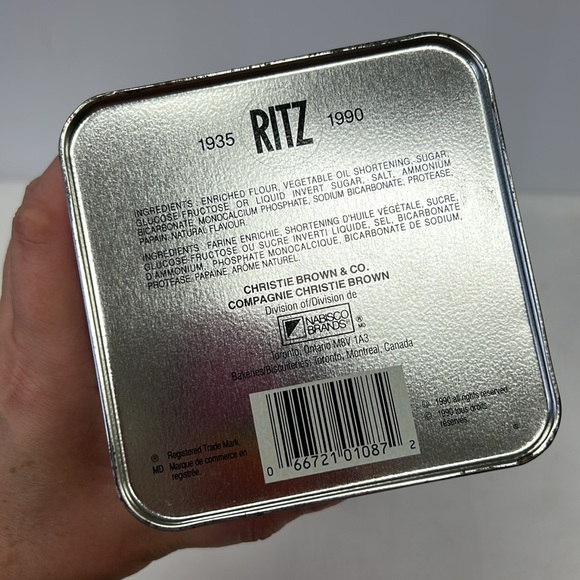 1935 RITZ 1990
INGREDIENTS: ENRICHED FLOUR, VEGETABLE OIL SHORTENING, SUGAR,
GLUCOSE-FRUCTOSE OR LIQUID INVERT SUGAR, SALT, AMMONIUM
BICARBONATE, MONOCALCIUM PHOSPHATE, SODIUM BICARBONATE, PROTEASE,
PAPAIN, NATURAL FLAVOUR.
INGRÉDIENTS: FARINE ENRICHIE, SHORTENING D'HUILE VÉGÉTALE, SUCRE,
GLUCOSE-FRUCTOSE OU SUCRE INVERTI LIQUIDE, SEL, BICARBONATE
D'AMMONIUM, PHOSPHATE MONOCALCIQUE, BICARBONATE DE SODIUM,
PROTÉASE, PAPAÏNE, ARÔME NATUREL.
CHRISTIE BROWN & CO.
COMPAGNIE CHRISTIE BROWN
Division of/Division de
NABISCO
BRANDS
® MD
Toronto, Ontario M8V 1A3
Bakeries/Biscuiteries: Toronto, Montreal, Canada
© 1990 all rights reserved.
© 1990 tous droits
réservés.
® Registered Trade Mark
MD Marque de commerce en
registrée.
0 66721 01087 2